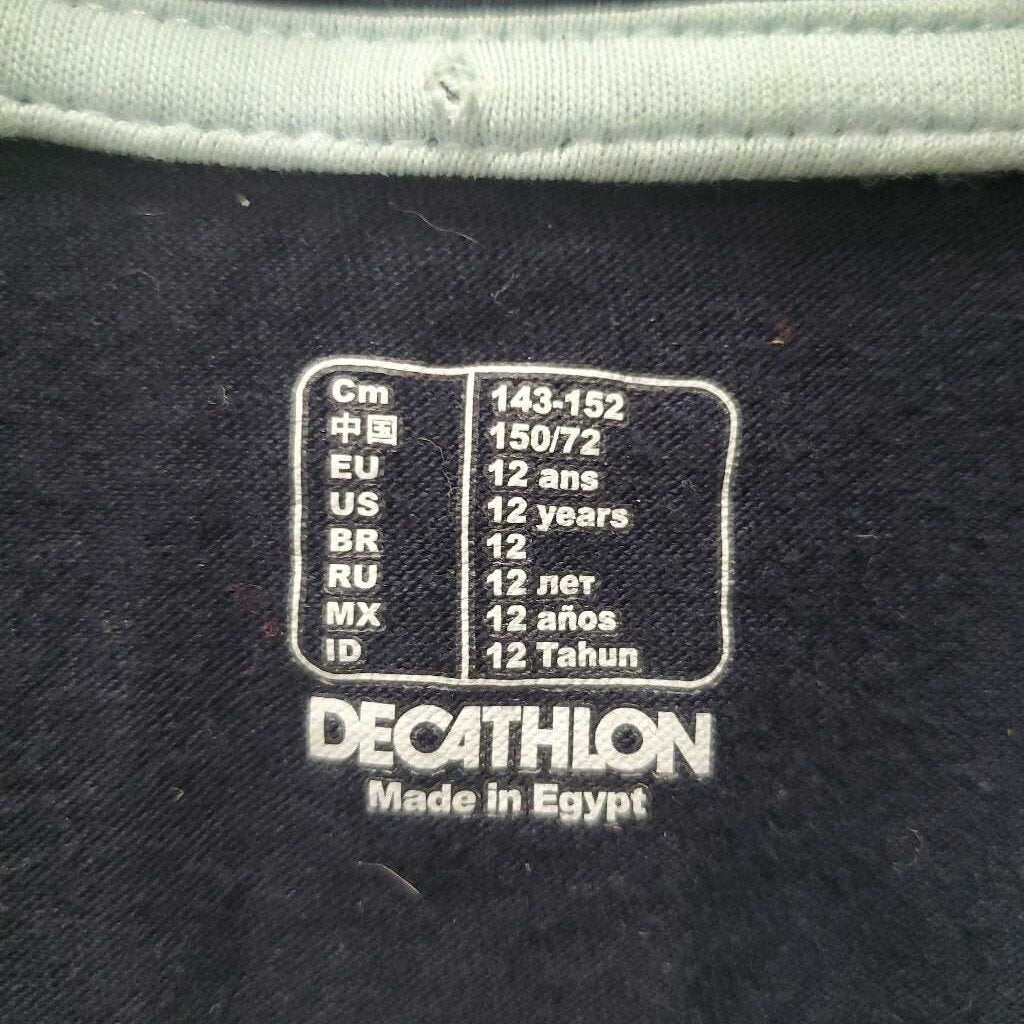 Cm 143-152
中国 150/72
EU 12 ans
US 12 years
BR 12
RU 12 лет
MX 12 años
ID 12 Tahun
DECATHLON
Made in Egypt